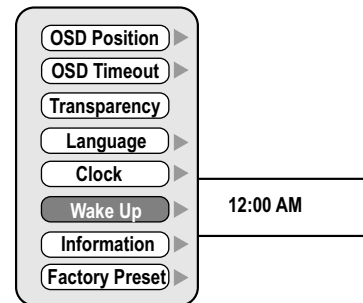 OSD Position
OSD Timeout
Transparency
Language
Clock
Wake Up
12:00 AM
Information
Factory Preset